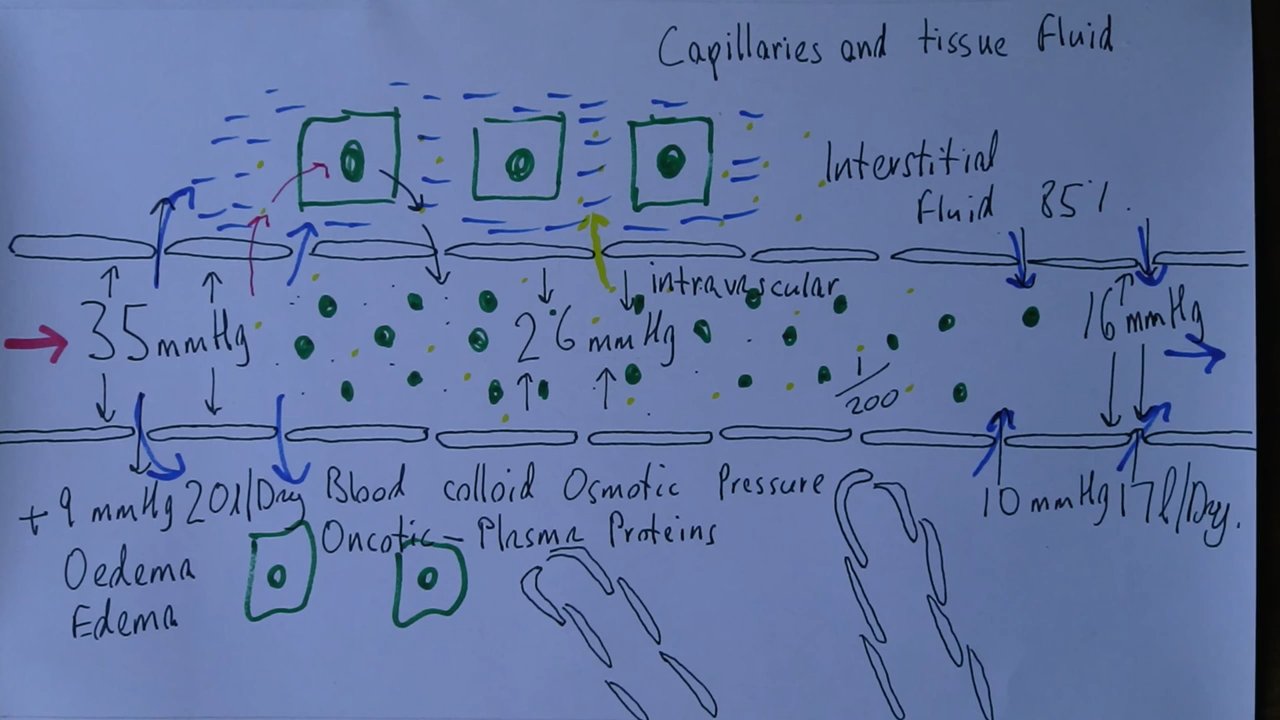 Capillaries and tissue fluid
Interstitial
fluid 85%.
intravascular
35 mmHg
26 mmHg
16 mmHg
1/200
+9 mmHg 20l/Day
Blood colloid Osmotic Pressure
10 mmHg 17l/Day.
Oncotic - Plasma Proteins
Oedema
Edema